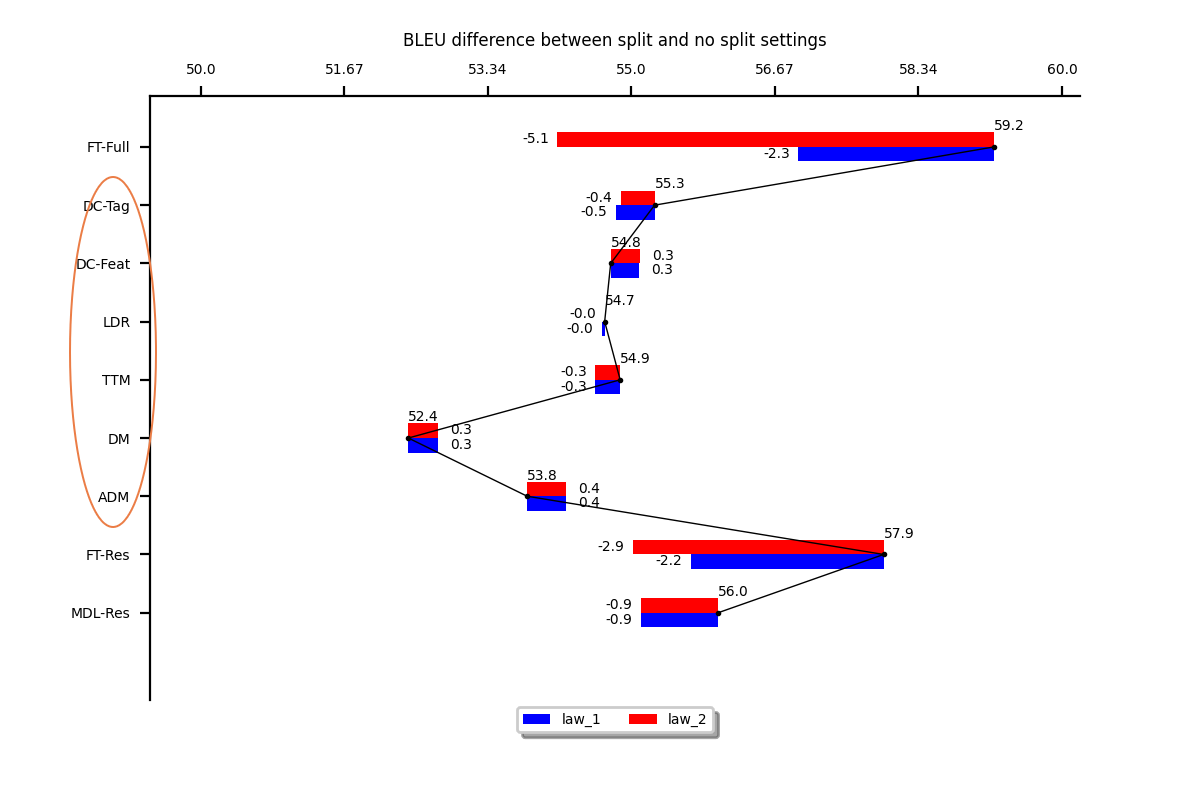 BLEU difference between split and no split settings
50.0 51.67 53.34 55.0 56.67 58.34 60.0
59.2
FT-Full -5.1
-2.3
55.3
DC-Tag -0.4
-0.5
54.8
DC-Feat 0.3
0.3
54.7
LDR -0.0
-0.0
54.9
TTM -0.3
-0.3
52.4
DM 0.3
0.3
53.8
ADM 0.4
0.4
57.9
FT-Res -2.9
-2.2
56.0
MDL-Res -0.9
-0.9
law_1 law_2